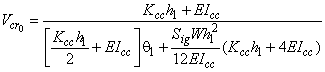 V_{cr_0} = \frac{K_{cc}h_1 + EI_{cc}}{\left[\frac{K_{cc}h_1}{2} + EI_{cc}\right]\theta_1 + \frac{S_{ig}Wh_1^2}{12EI_{cc}}(K_{cc}h_1 + 4EI_{cc})}